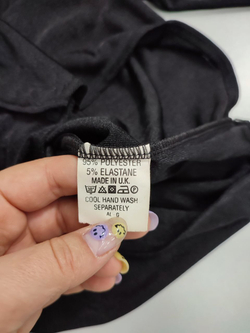 95% POLYESTER
5% ELASTANE
MADE IN U.K.
COOL HAND WASH
SEPARATELY